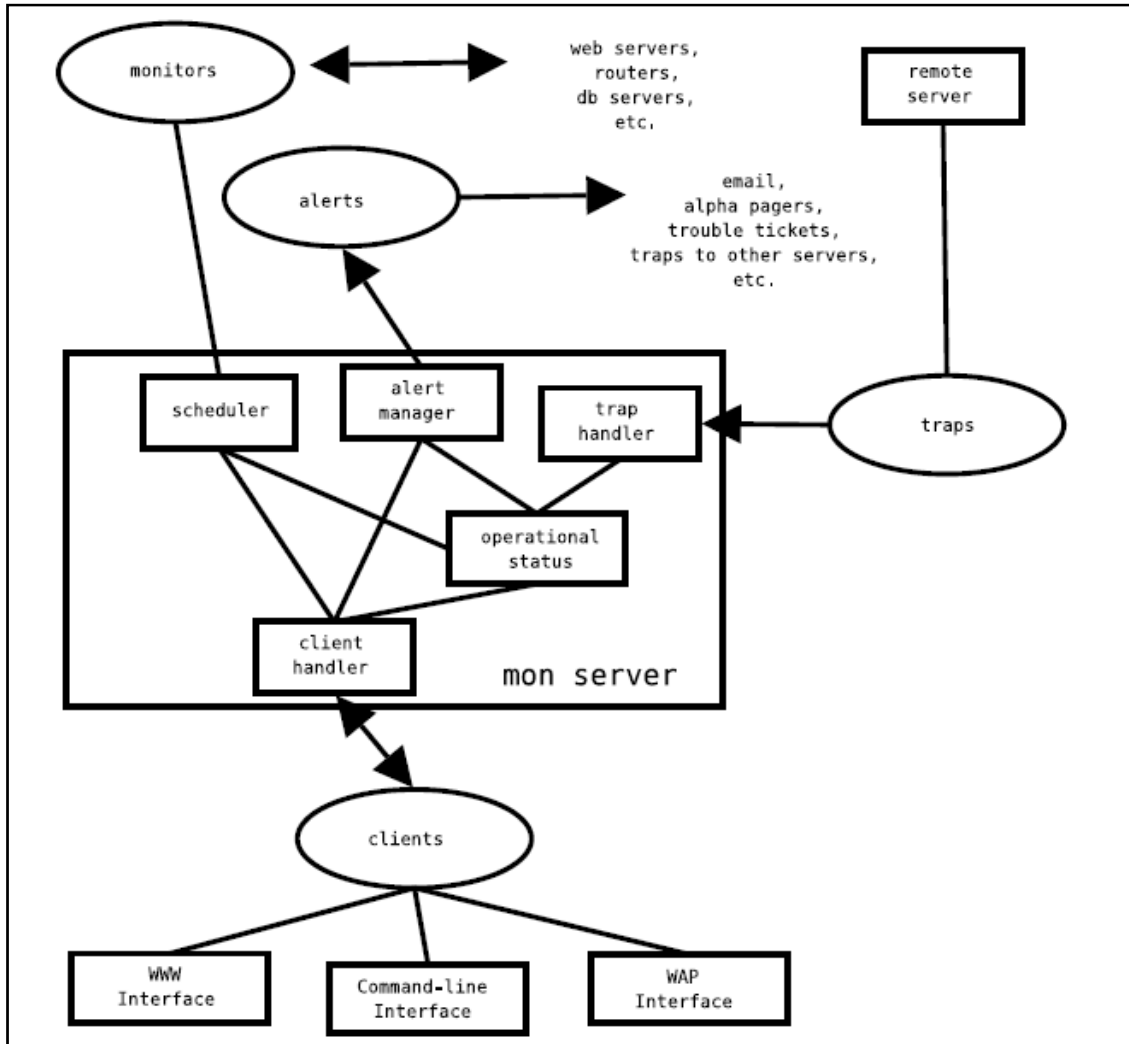 monitors
web servers,
routers,
db servers,
etc.
remote
server
alerts
email,
alpha pagers,
trouble tickets,
traps to other servers,
etc.
scheduler
alert
manager
trap
handler
traps
operational
status
client
handler
mon server
clients
WWW
Interface
Command-line
Interface
WAP
Interface